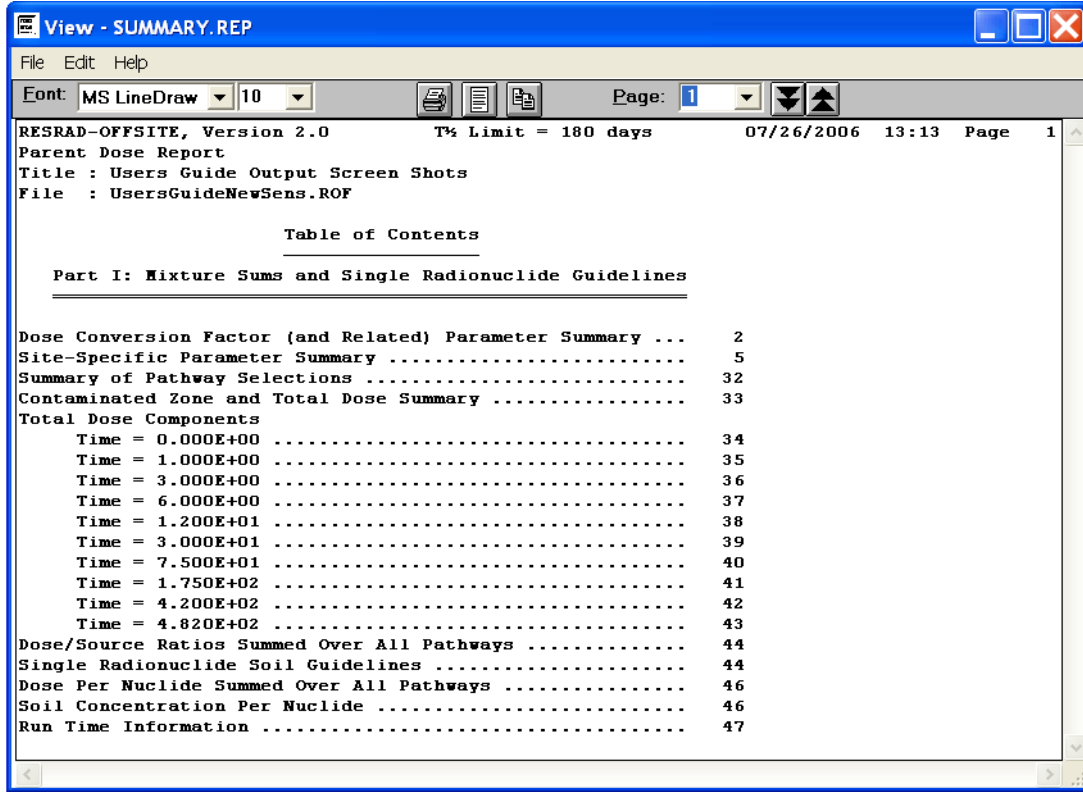 View - SUMMARY.REP
File Edit Help
Font: MS LineDraw 10 Page: 1
RESRAD-OFFSITE, Version 2.0 T½ Limit = 180 days 07/26/2006 13:13 Page 1
Parent Dose Report
Title : Users Guide Output Screen Shots
File : UsersGuideNewSens.ROF
Table of Contents
Part I: Mixture Sums and Single Radionuclide Guidelines
Dose Conversion Factor (and Related) Parameter Summary ... 2
Site-Specific Parameter Summary .......................... 5
Summary of Pathway Selections ............................ 32
Contaminated Zone and Total Dose Summary ................. 33
Total Dose Components
Time = 0.000E+00 .................................... 34
Time = 1.000E+00 .................................... 35
Time = 3.000E+00 .................................... 36
Time = 6.000E+00 .................................... 37
Time = 1.200E+01 .................................... 38
Time = 3.000E+01 .................................... 39
Time = 7.500E+01 .................................... 40
Time = 1.750E+02 .................................... 41
Time = 4.200E+02 .................................... 42
Time = 4.820E+02 .................................... 43
Dose/Source Ratios Summed Over All Pathways .............. 44
Single Radionuclide Soil Guidelines ...................... 44
Dose Per Nuclide Summed Over All Pathways ................ 46
Soil Concentration Per Nuclide ........................... 46
Run Time Information ..................................... 47